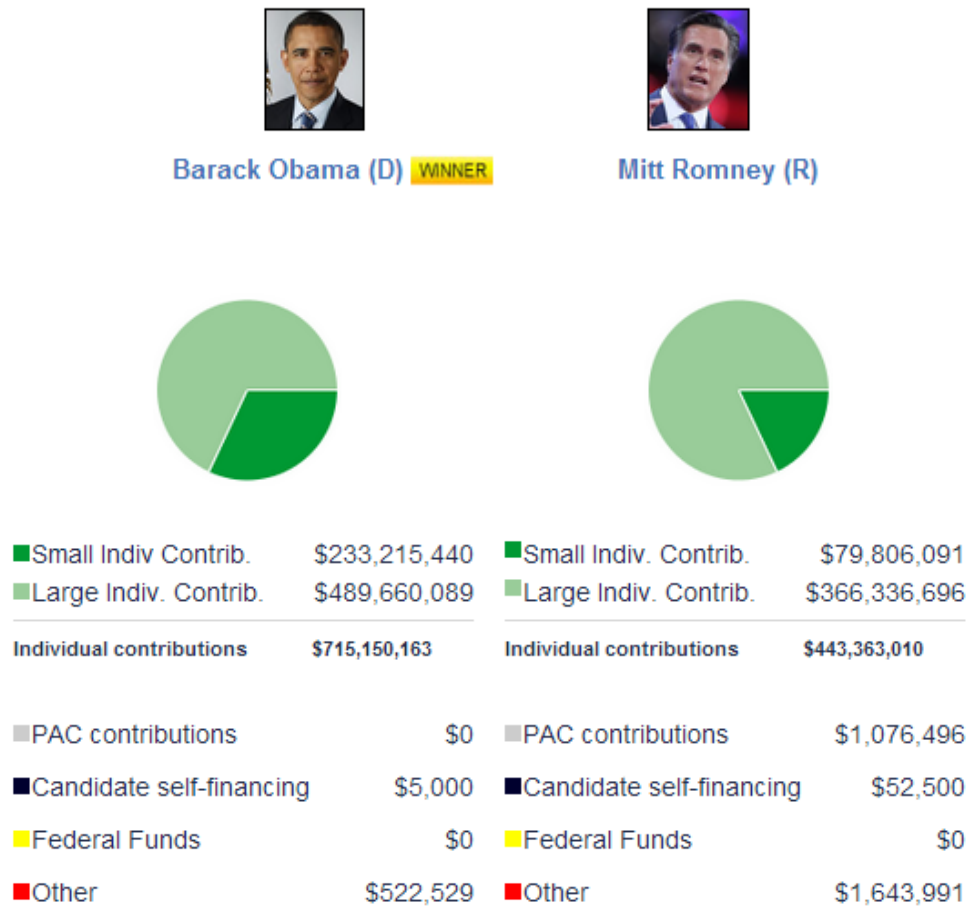 Barack Obama (D) WINNER
Mitt Romney (R)
Small Indiv Contrib. $233,215,440
Large Indiv. Contrib. $489,660,089
Individual contributions $715,150,163
PAC contributions $0
Candidate self-financing $5,000
Federal Funds $0
Other $522,529
Small Indiv. Contrib. $79,806,091
Large Indiv. Contrib. $366,336,696
Individual contributions $443,363,010
PAC contributions $1,076,496
Candidate self-financing $52,500
Federal Funds $0
Other $1,643,991